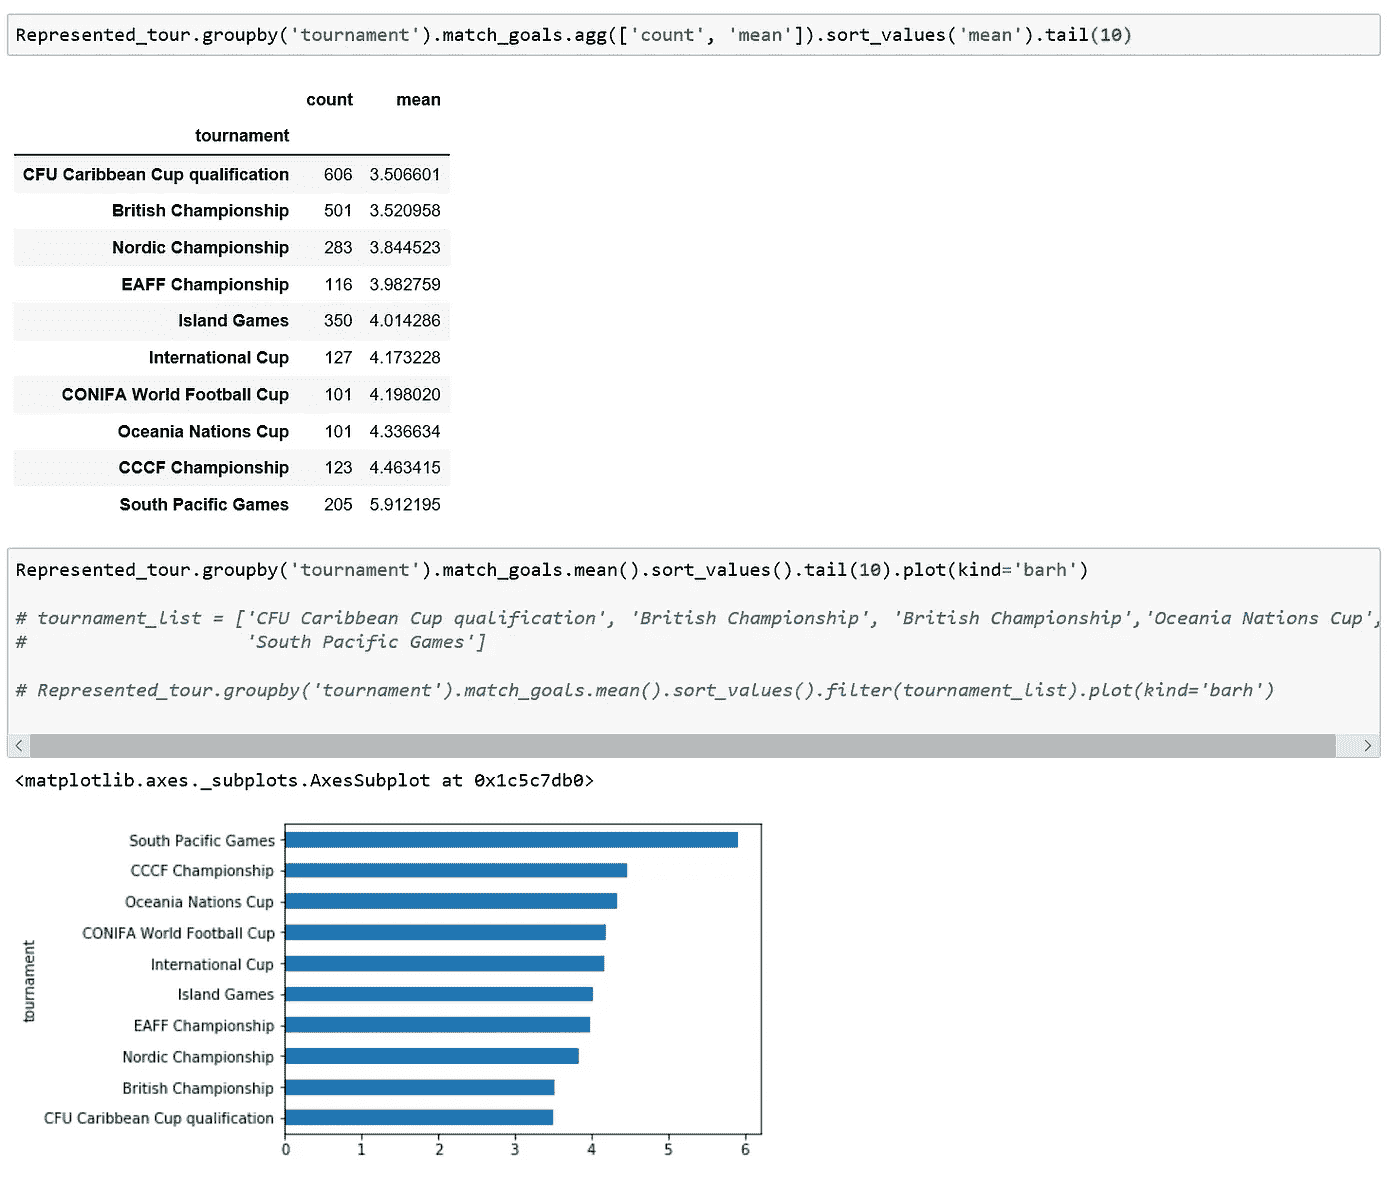 Represented_tour.groupby('tournament').match_goals.agg(['count', 'mean']).sort_values('mean').tail(10)
count mean
tournament
CFU Caribbean Cup qualification 606 3.506601
British Championship 501 3.520958
Nordic Championship 283 3.844523
EAFF Championship 116 3.982759
Island Games 350 4.014286
International Cup 127 4.173228
CONIFA World Football Cup 101 4.198020
Oceania Nations Cup 101 4.336634
CCCF Championship 123 4.463415
South Pacific Games 205 5.912195
Represented_tour.groupby('tournament').match_goals.mean().sort_values().tail(10).plot(kind='barh')
# tournament_list = ['CFU Caribbean Cup qualification', 'British Championship', 'British Championship','Oceania Nations Cup',
# 'South Pacific Games']
# Represented_tour.groupby('tournament').match_goals.mean().sort_values().filter(tournament_list).plot(kind='barh')
<matplotlib.axes._subplots.AxesSubplot at 0x1c5c7db0>
South Pacific Games
CCCF Championship
Oceania Nations Cup
CONIFA World Football Cup
International Cup
Island Games
EAFF Championship
Nordic Championship
British Championship
CFU Caribbean Cup qualification
tournament
0 1 2 3 4 5 6